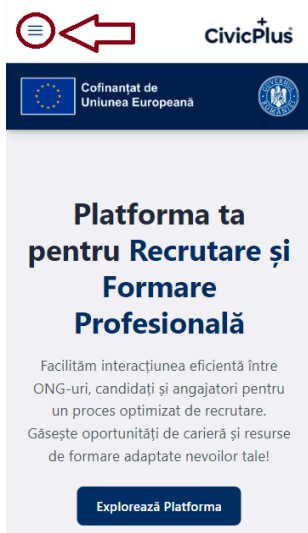 CivicPlus
Cofinanțat de
Uniunea Europeană
Platforma ta
pentru Recrutare și
Formare
Profesională
Facilităm interacțiunea eficientă între
ONG-uri, candidați și angajatori pentru
un proces optimizat de recrutare.
Găsește oportunități de carieră și resurse
de formare adaptate nevoilor tale!
Explorează Platforma